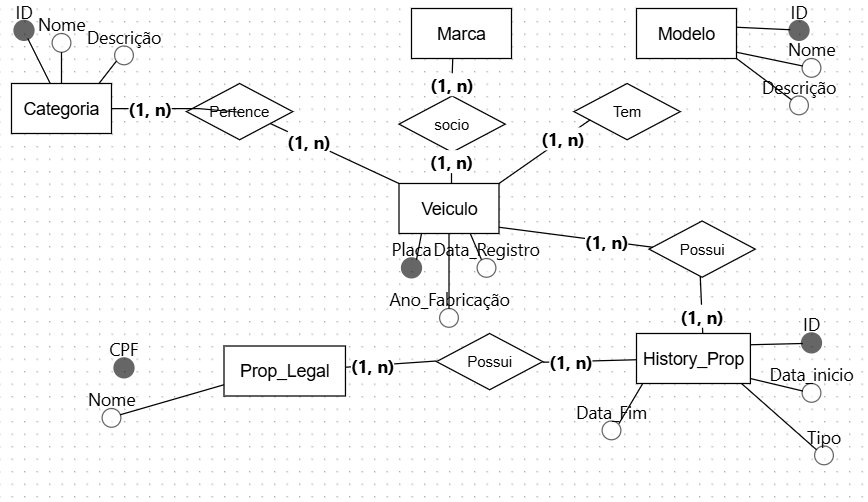 ID
Nome
Descrição
Categoria
(1, n)
Pertence
(1, n)
Marca
(1, n)
socio
(1, n)
Tem
(1, n)
Modelo
ID
Nome
Descrição
Veiculo
Placa
Data_Registro
Ano_Fabricação
(1, n)
Possui
(1, n)
CPF
Nome
Prop_Legal
(1, n)
Possui
(1, n)
History_Prop
ID
Data_inicio
Data_Fim
Tipo